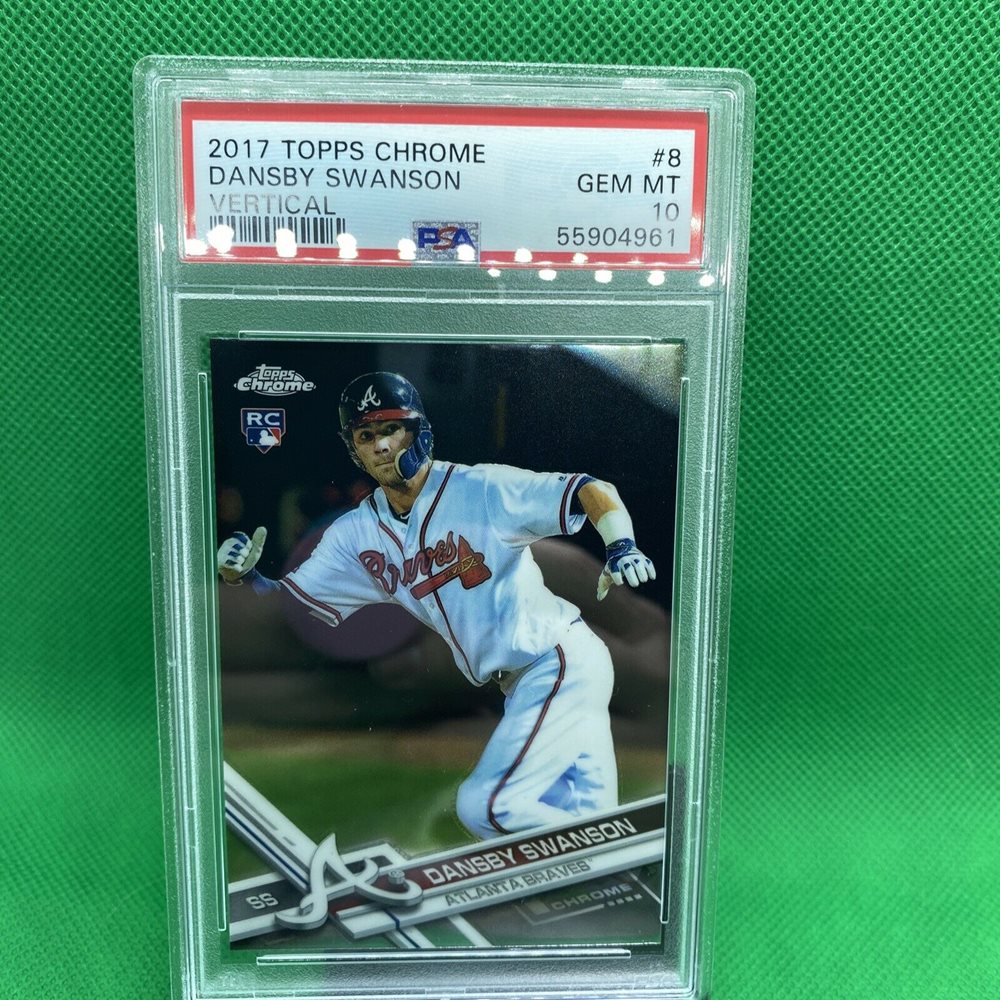 2017 TOPPS CHROME #8
DANSBY SWANSON GEM MT
VERTICAL 10
PSA 55904961
Topps
Chrome
RC
A
Braves
DANSBY SWANSON
ATLANTA BRAVES™
SS
CHROME